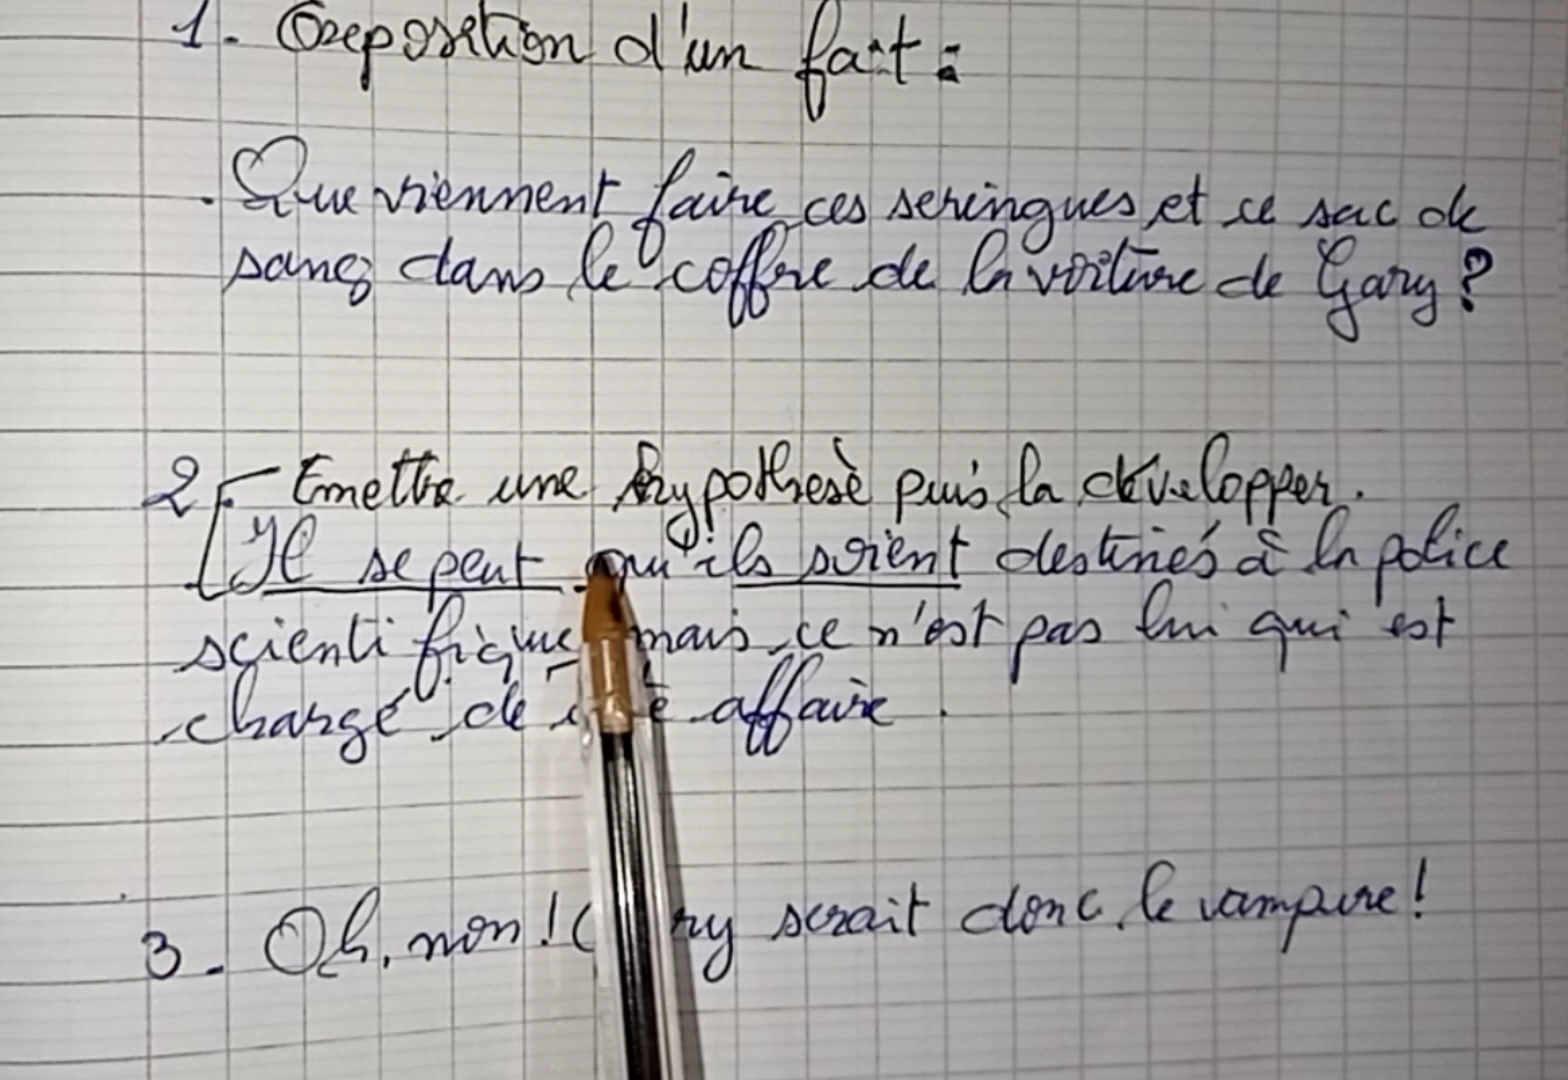 1. Exposition d'un fait :
. Que viennent faire ces seringues et ce sac de
sang dans le coffre de la voiture de Gary ?
2. Emettre une hypothèse puis la développer.
Il se peut qu'ils soient destinés à la police
scientifique mais ce n'est pas lui qui est
chargé de affaire.
3. Oh, non ! serait donc le vampire !